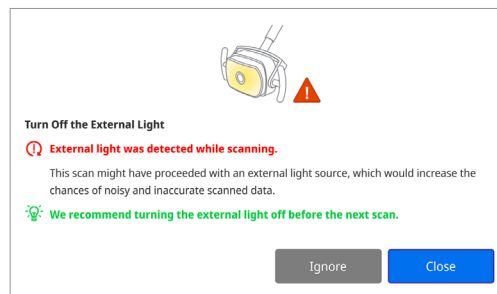 Turn Off the External Light
External light was detected while scanning.
This scan might have proceeded with an external light source, which would increase the
chances of noisy and inaccurate scanned data.
We recommend turning the external light off before the next scan.
Ignore
Close